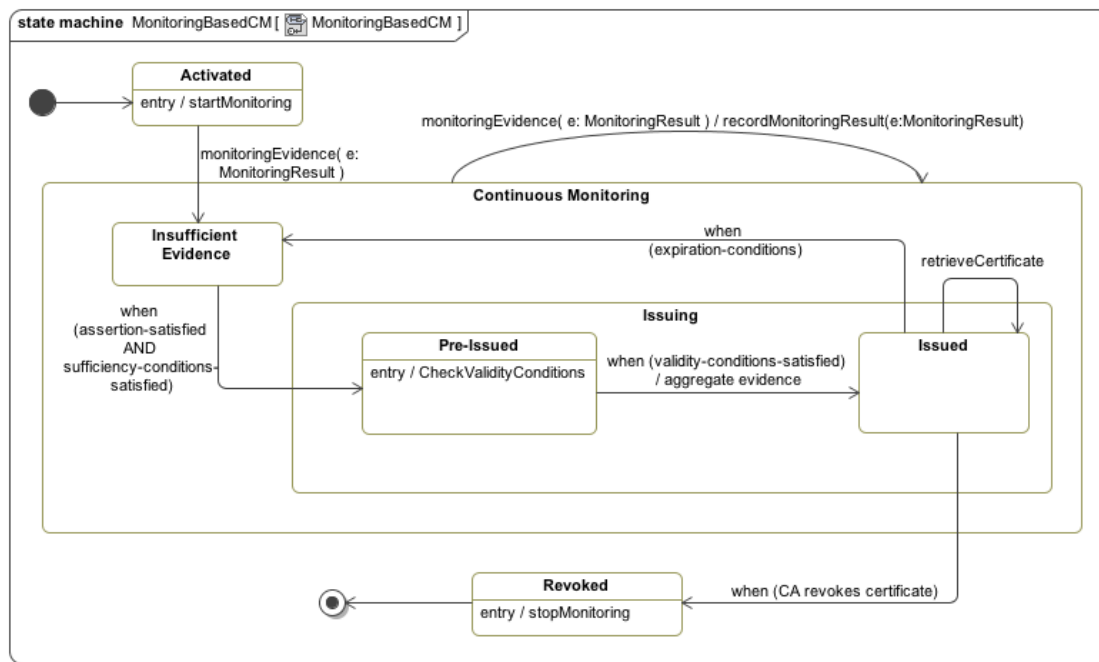 state machine MonitoringBasedCM [ MonitoringBasedCM ]
Activated
entry / startMonitoring
monitoringEvidence( e: MonitoringResult ) / recordMonitoringResult(e:MonitoringResult)
monitoringEvidence( e:
MonitoringResult )
Continuous Monitoring
Insufficient
Evidence
when
(expiration-conditions)
retrieveCertificate
when
(assertion-satisfied
AND
sufficiency-conditions-
satisfied)
Issuing
Pre-Issued
entry / CheckValidityConditions
when (validity-conditions-satisfied)
/ aggregate evidence
Issued
Revoked
entry / stopMonitoring
when (CA revokes certificate)